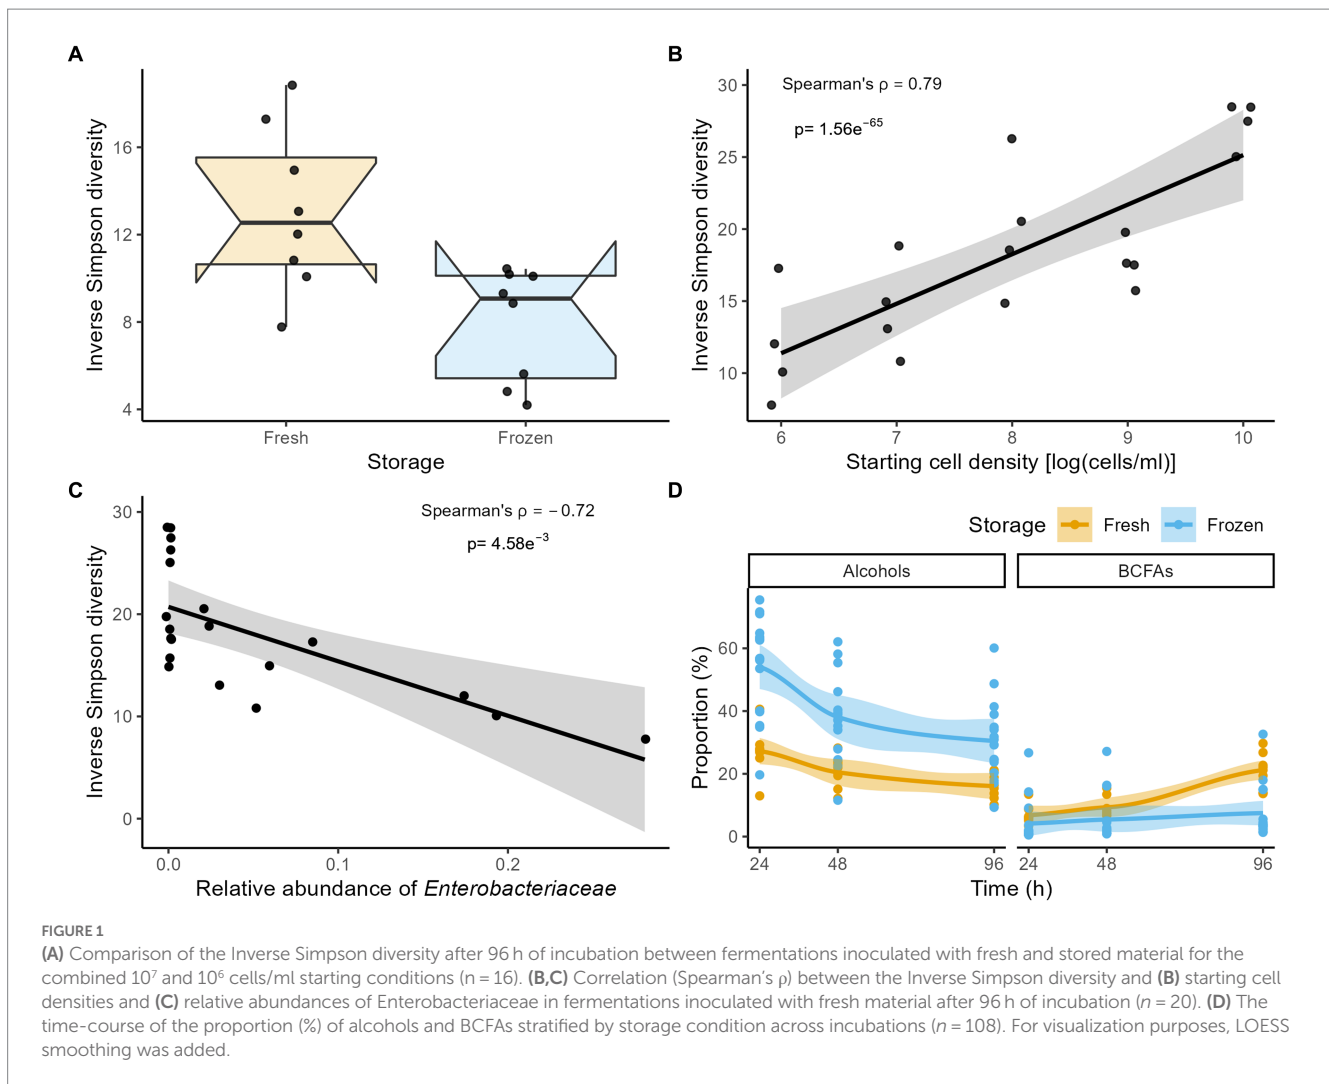 A
Inverse Simpson diversity
16
12
8
4
Fresh
Frozen
Storage
B
Spearman's ρ = 0.79
p= 1.56e−65
Inverse Simpson diversity
30
25
20
15
10
6
7
8
9
10
Starting cell density [log(cells/ml)]
C
Spearman's ρ = −0.72
p= 4.58e−3
Inverse Simpson diversity
30
20
10
0
0.0
0.1
0.2
Relative abundance of Enterobacteriaceae
D
Storage
Fresh
Frozen
Alcohols
BCFAs
Proportion (%)
60
40
20
0
24
48
96
24
48
96
Time (h)
FIGURE 1
(A) Comparison of the Inverse Simpson diversity after 96 h of incubation between fermentations inoculated with fresh and stored material for the
combined 10⁷ and 10⁶ cells/ml starting conditions (n = 16). (B,C) Correlation (Spearman's ρ) between the Inverse Simpson diversity and (B) starting cell
densities and (C) relative abundances of Enterobacteriaceae in fermentations inoculated with fresh material after 96 h of incubation (n = 20). (D) The
time-course of the proportion (%) of alcohols and BCFAs stratified by storage condition across incubations (n = 108). For visualization purposes, LOESS
smoothing was added.